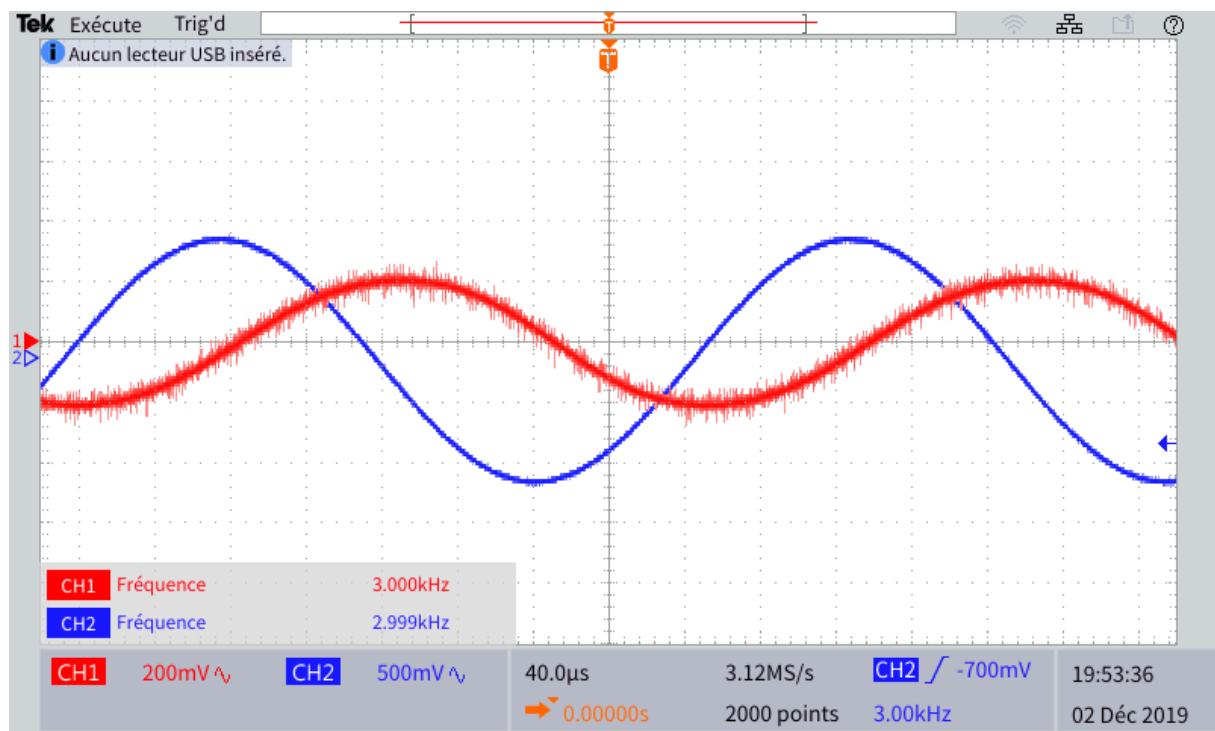 Tek Exécute Trig'd
Aucun lecteur USB inséré.
1
2
CH1 Fréquence 3.000kHz
CH2 Fréquence 2.999kHz
CH1 200mV CH2 500mV 40.0µs 3.12MS/s CH2 -700mV 19:53:36
0.00000s 2000 points 3.00kHz 02 Déc 2019